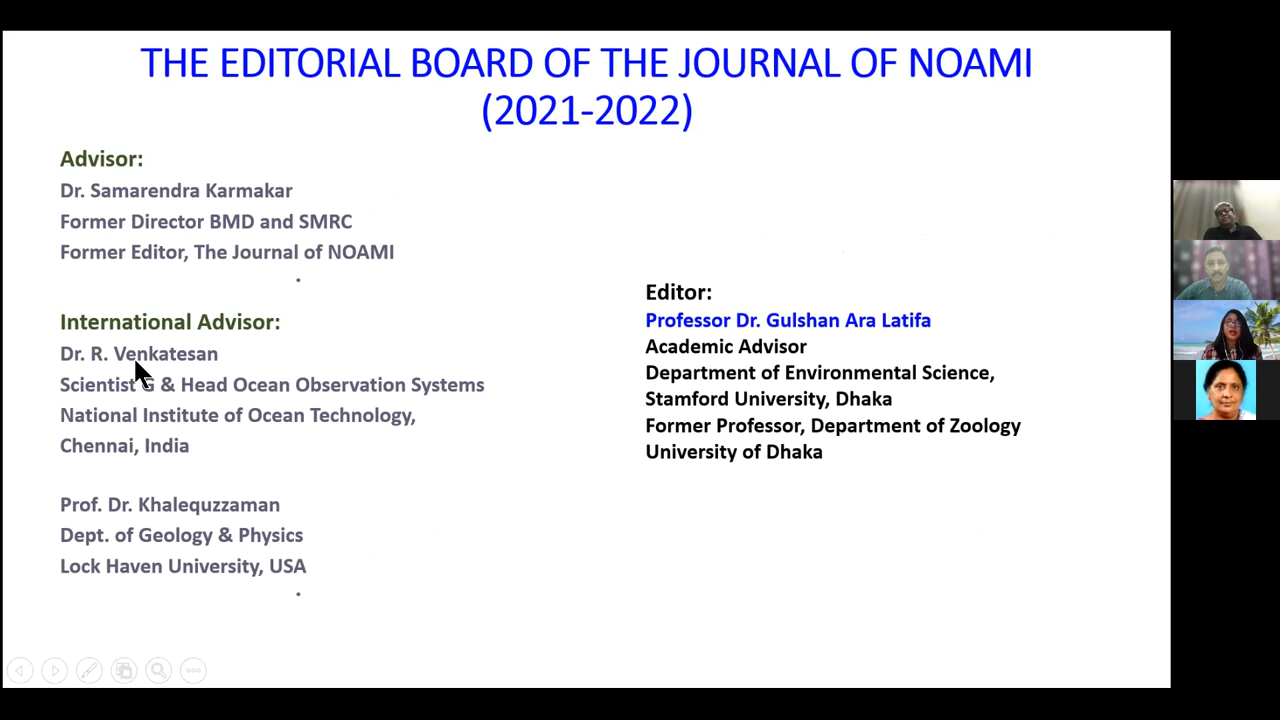 THE EDITORIAL BOARD OF THE JOURNAL OF NOAMI
(2021-2022)
Advisor:
Dr. Samarendra Karmakar
Former Director BMD and SMRC
Former Editor, The Journal of NOAMI
International Advisor:
Dr. R. Venkatesan
Scientist G & Head Ocean Observation Systems
National Institute of Ocean Technology,
Chennai, India
Prof. Dr. Khalequzzaman
Dept. of Geology & Physics
Lock Haven University, USA
Editor:
Professor Dr. Gulshan Ara Latifa
Academic Advisor
Department of Environmental Science,
Stamford University, Dhaka
Former Professor, Department of Zoology
University of Dhaka